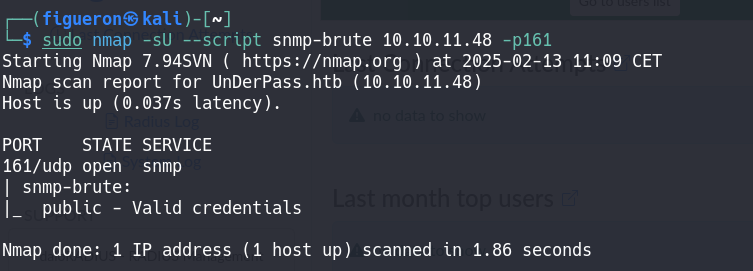 Go to users list
┌──(figueron㉿kali)-[~]
└─$ sudo nmap -sU --script snmp-brute 10.10.11.48 -p161
Starting Nmap 7.94SVN ( https://nmap.org ) at 2025-02-13 11:09 CET
Nmap scan report for UnDerPass.htb (10.10.11.48)
Host is up (0.037s latency).
Radius Log
no data to show
PORT    STATE SERVICE
161/udp open  snmp
| snmp-brute:
Last month top users
|_  public - Valid credentials
Nmap done: 1 IP address (1 host up) scanned in 1.86 seconds